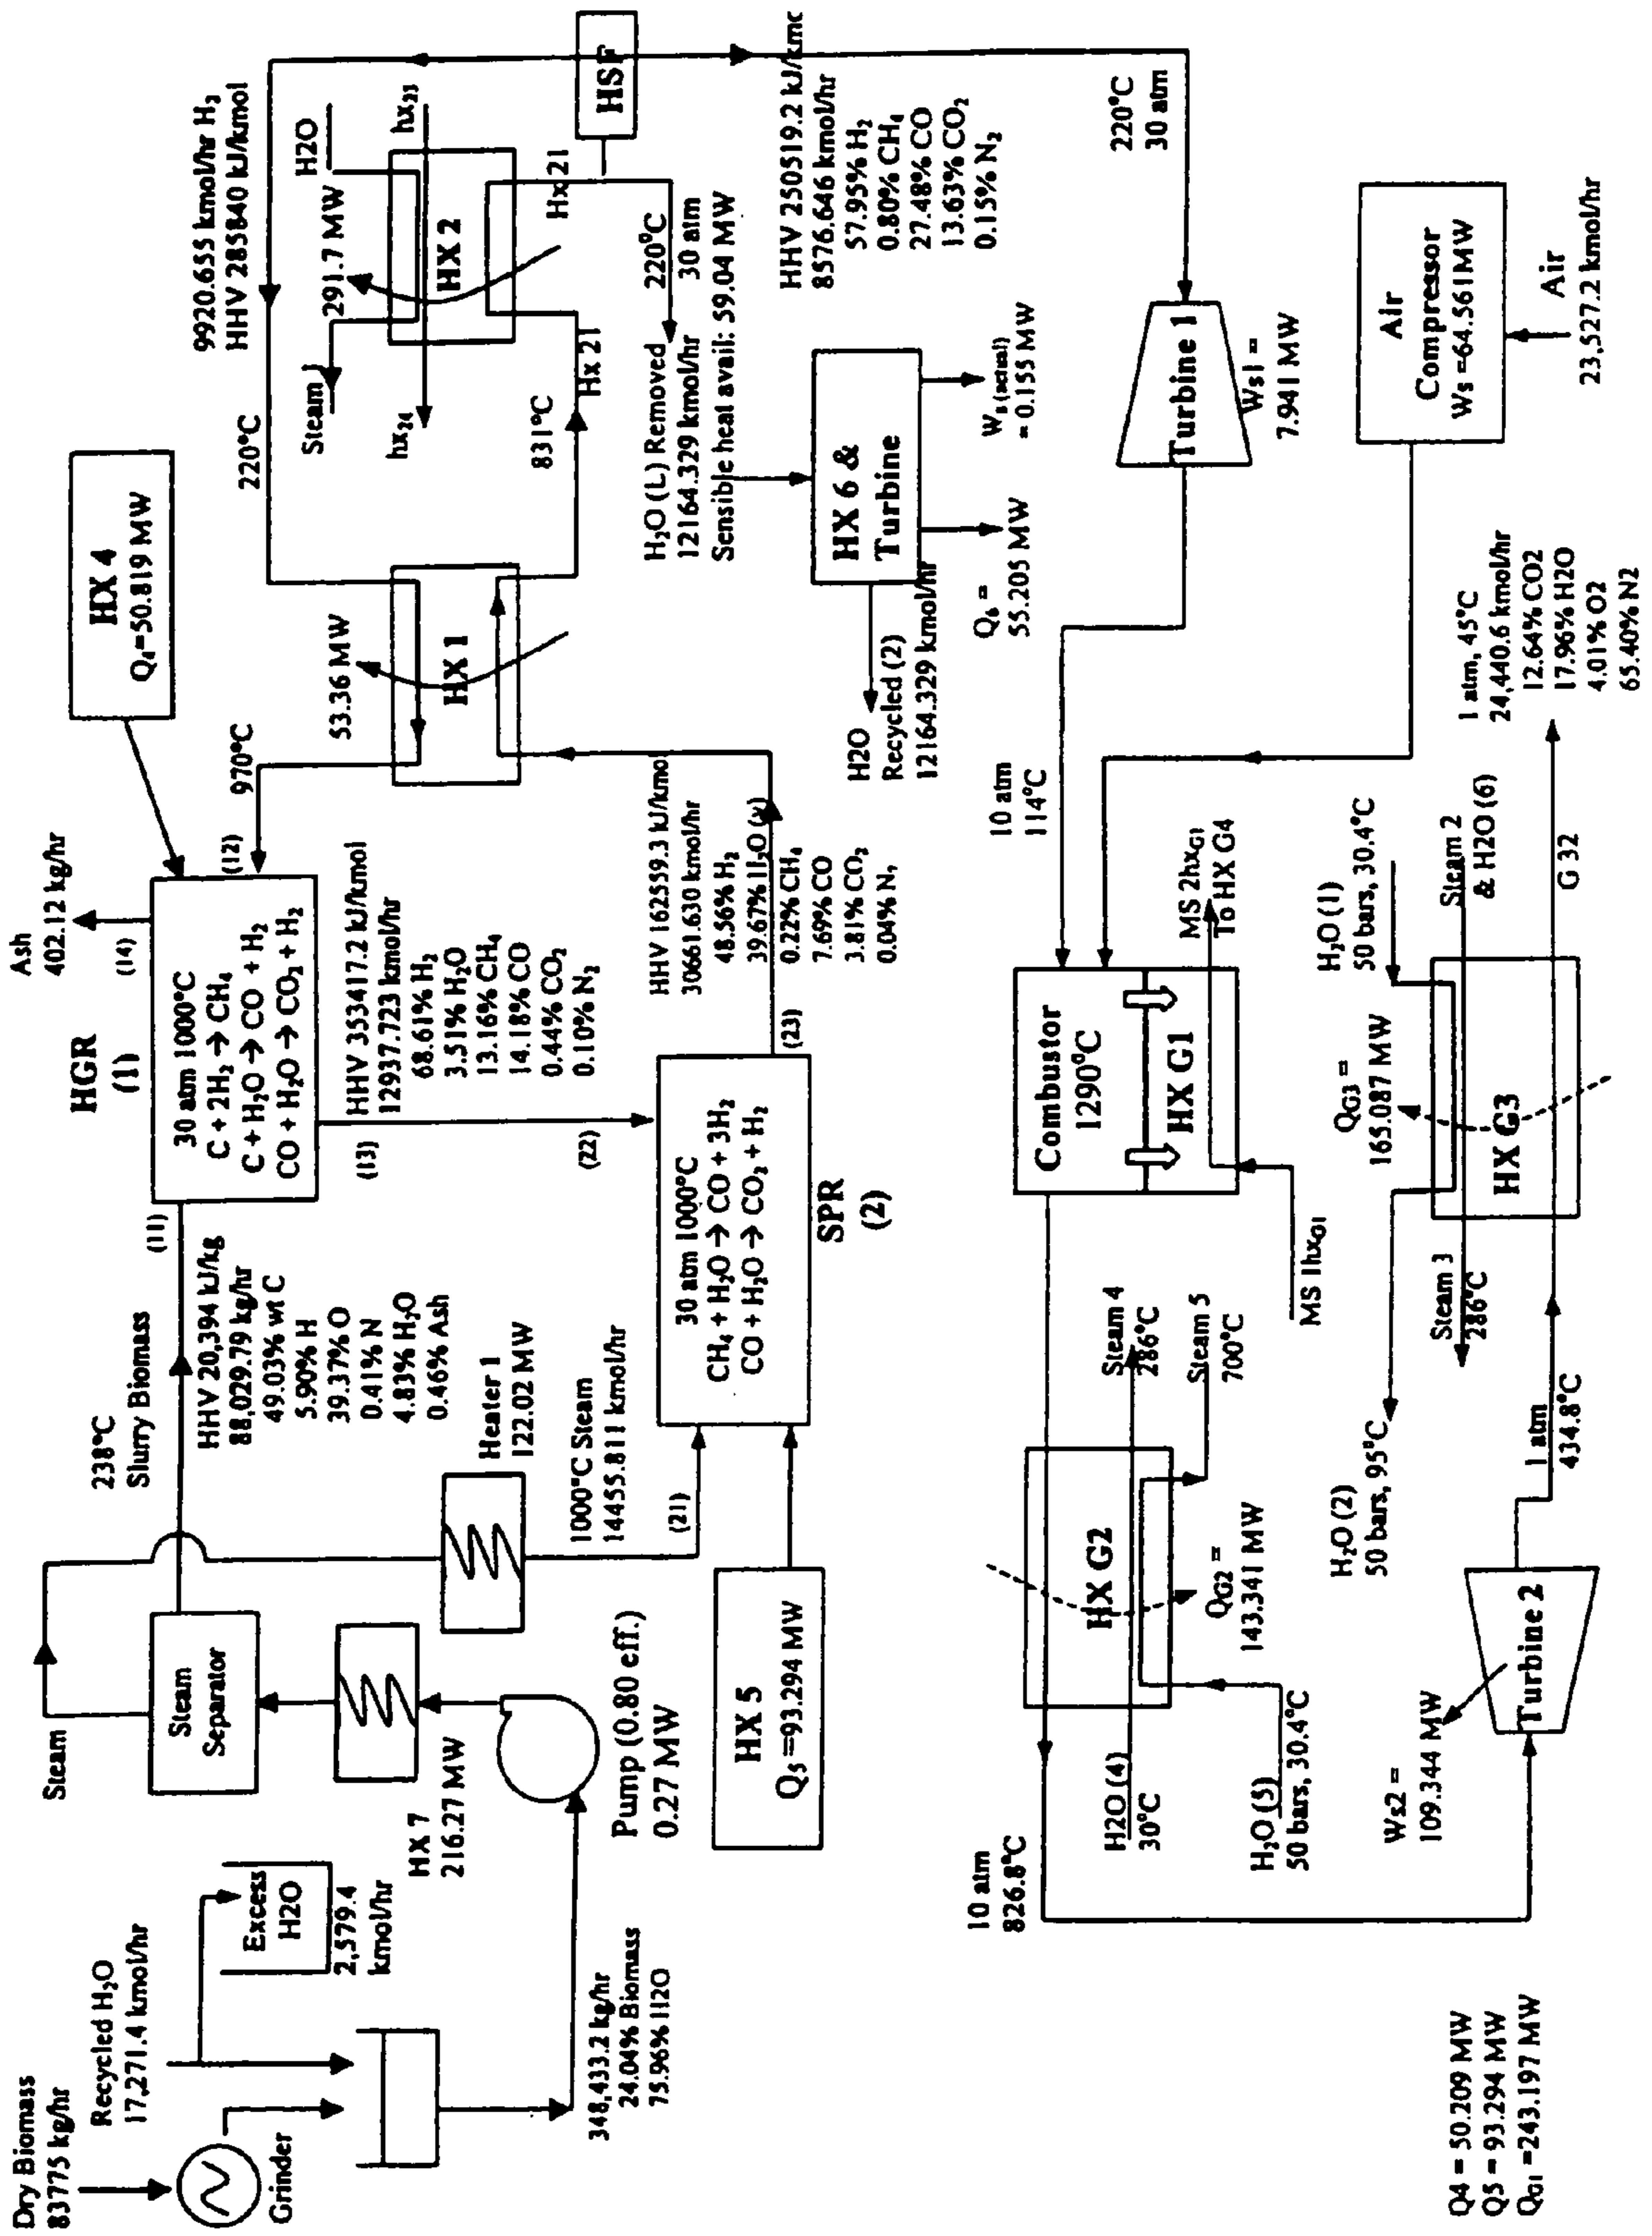 Dry Biomass
83775 kg/hr
Recycled H₂O
17,271.4 kmol/hr
Grinder
Excess
H2O
2,579.4
kmol/hr
348,433.2 kg/hr
24.04% Biomass
75.96% H2O
Pump (0.80 eff.)
0.27 MW
HX 7
216.27 MW
Steam
Separator
Steam
238°C
Slurry Biomass
(11)
HHV 20,394 kJ/kg
88,029.79 kg/hr
49.03% wt C
5.90% H
39.37% O
0.41% N
4.83% H₂O
0.46% Ash
Heater 1
122.02 MW
1000°C Steam
14455.811 kmol/hr
(21)
HX 5
Q₅ =93.294 MW
HGR
(1)
30 atm 1000°C
C + 2H₂ → CH₄
C + H₂O → CO + H₂
CO + H₂O → CO₂ + H₂
Ash
402.12 kg/hr
(14)
(12)
(13)
HHV 353417.2 kJ/kmol
12937.723 kmol/hr
68.61% H₂
3.51% H₂O
13.16% CH₄
14.18% CO
0.44% CO₂
0.10% N₂
(22)
30 atm 1000°C
CH₄ + H₂O → CO + 3H₂
CO + H₂O → CO₂ + H₂
SPR
(2)
(23)
HHV 162559.3 kJ/kmol
30661.630 kmol/hr
48.56% H₂
39.67% H₂O (v)
0.22% CH₄
7.69% CO
3.81% CO₂
0.04% N₂
HX 4
Q₄=50.819 MW
970°C
53.36 MW
HX 1
220°C
9920.655 kmol/hr H₂
HHV 285840 kJ/kmol
831°C
Hx 21
Steam
291.7 MW
H2O
HX 2
hx₂₃
hx₂₄
Hx 21
HSF
220°C
30 atm
H₂O (L) Removed
12164.329 kmol/hr
Sensible heat avail: 59.04 MW
HX 6 &
Turbine
Wₛ (actual)
= 0.155 MW
Q₆ =
55.205 MW
H2O
Recycled (2)
12164.329 kmol/hr
HHV 250519.2 kJ/kmo
8576.646 kmol/hr
57.95% H₂
0.80% CH₄
27.48% CO
13.63% CO₂
0.15% N₂
220°C
30 atm
Turbine 1
Ws1 =
7.941 MW
10 atm
114°C
Air
Compressor
Ws =64.561MW
Air
23,527.2 kmol/hr
Combustor
1290°C
HX G1
MS 2hxG1
To HX G4
MS 1hxG1
HX G2
Steam 4
286°C
Steam 5
700°C
QG2 =
143.341 MW
H2O (4)
30°C
H₂O (5)
50 bars, 30.4°C
10 atm
826.8°C
Turbine 2
Ws2 =
109.344 MW
1 atm
434.8°C
H₂O (2)
50 bars, 95°C
HX G3
QG3 =
165.087 MW
H₂O (1)
50 bars, 30.4°C
Steam 2
& H2O (6)
Steam 3
286°C
G 32
1 atm, 45°C
24,440.6 kmol/hr
12.64% CO2
17.96% H2O
4.01% O2
65.40% N2
Q4 = 50.209 MW
Q5 = 93.294 MW
QG1 =243.197 MW